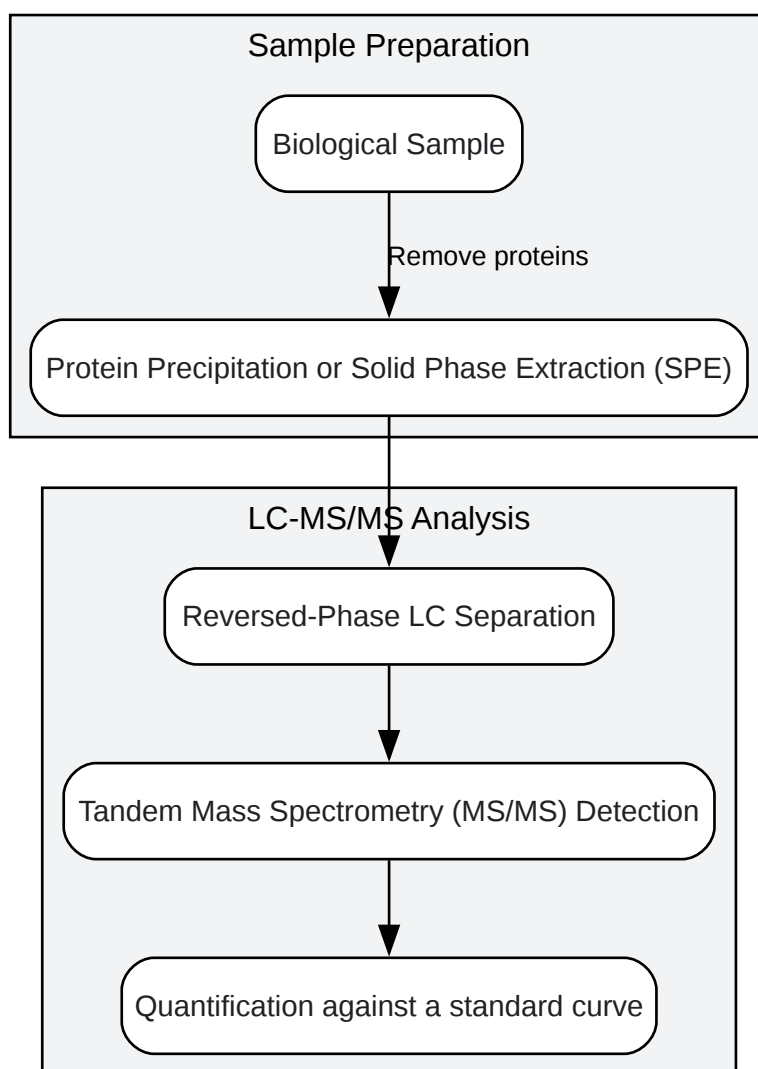 Sample Preparation
Biological Sample
Remove proteins
Protein Precipitation or Solid Phase Extraction (SPE)
LC-MS/MS Analysis
Reversed-Phase LC Separation
Tandem Mass Spectrometry (MS/MS) Detection
Quantification against a standard curve